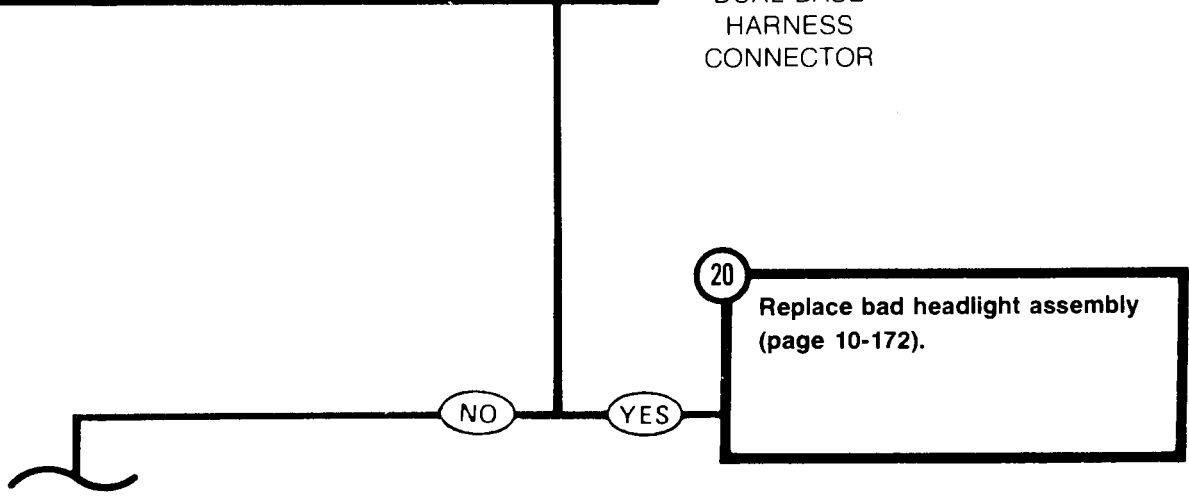 HARNESS
CONNECTOR
20
Replace bad headlight assembly
(page 10-172).
NO
YES